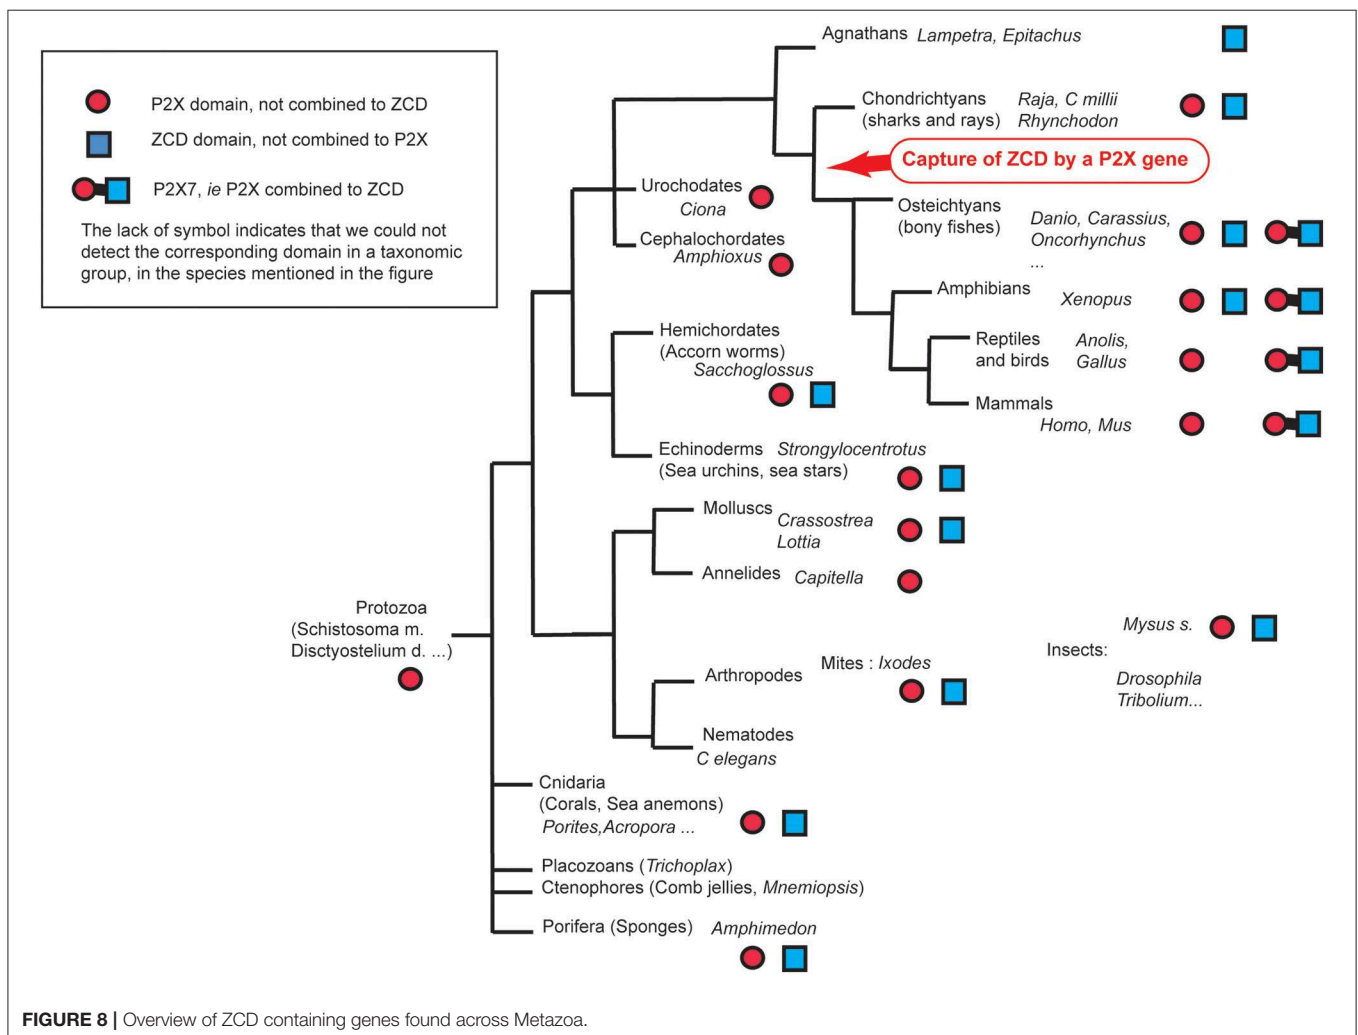 P2X domain, not combined to ZCD
ZCD domain, not combined to P2X
P2X7, ie P2X combined to ZCD
The lack of symbol indicates that we could not
detect the corresponding domain in a taxonomic
group, in the species mentioned in the figure
Agnathans Lampetra, Epitachus
Chondrichtyans Raja, C millii
(sharks and rays) Rhynchodon
Capture of ZCD by a P2X gene
Urochodates
Ciona
Osteichtyans
(bony fishes)
Danio, Carassius,
Oncorhynchus
...
Cephalochordates
Amphioxus
Amphibians Xenopus
Hemichordates
(Accorn worms)
Sacchoglossus
Reptiles Anolis,
and birds Gallus
Mammals
Homo, Mus
Echinoderms Strongylocentrotus
(Sea urchins, sea stars)
Molluscs
Crassostrea
Lottia
Annelides Capitella
Protozoa
(Schistosoma m.
Disctyostelium d. ...)
Mysus s.
Insects:
Drosophila
Tribolium...
Arthropodes Mites : Ixodes
Nematodes
C elegans
Cnidaria
(Corals, Sea anemons)
Porites,Acropora ...
Placozoans (Trichoplax)
Ctenophores (Comb jellies, Mnemiopsis)
Porifera (Sponges) Amphimedon
FIGURE 8 | Overview of ZCD containing genes found across Metazoa.